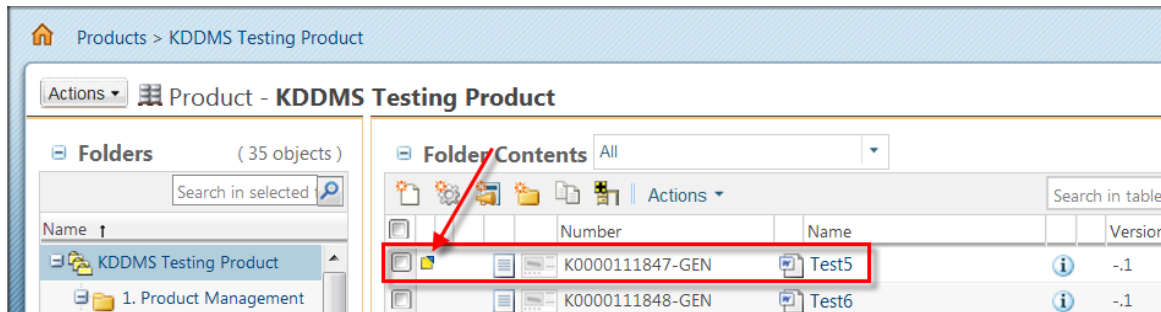 Products > KDDMS Testing Product
Actions Product - KDDMS Testing Product
Folders (35 objects)
Search in selected
Name
KDDMS Testing Product
1. Product Management
Folder Contents All
Actions Search in table
Number Name Version
K0000111847-GEN Test5 -.1
K0000111848-GEN Test6 -.1